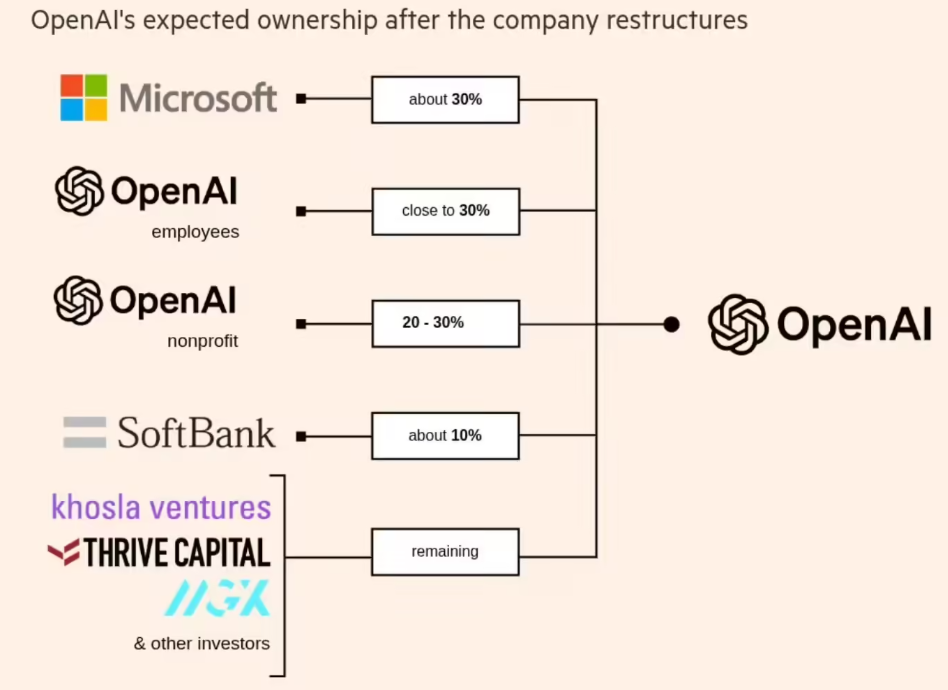 OpenAI's expected ownership after the company restructures
Microsoft
about 30%
OpenAI
employees
close to 30%
OpenAI
nonprofit
20 - 30%
OpenAI
SoftBank
about 10%
khosla ventures
THRIVE CAPITAL
MGX
& other investors
remaining